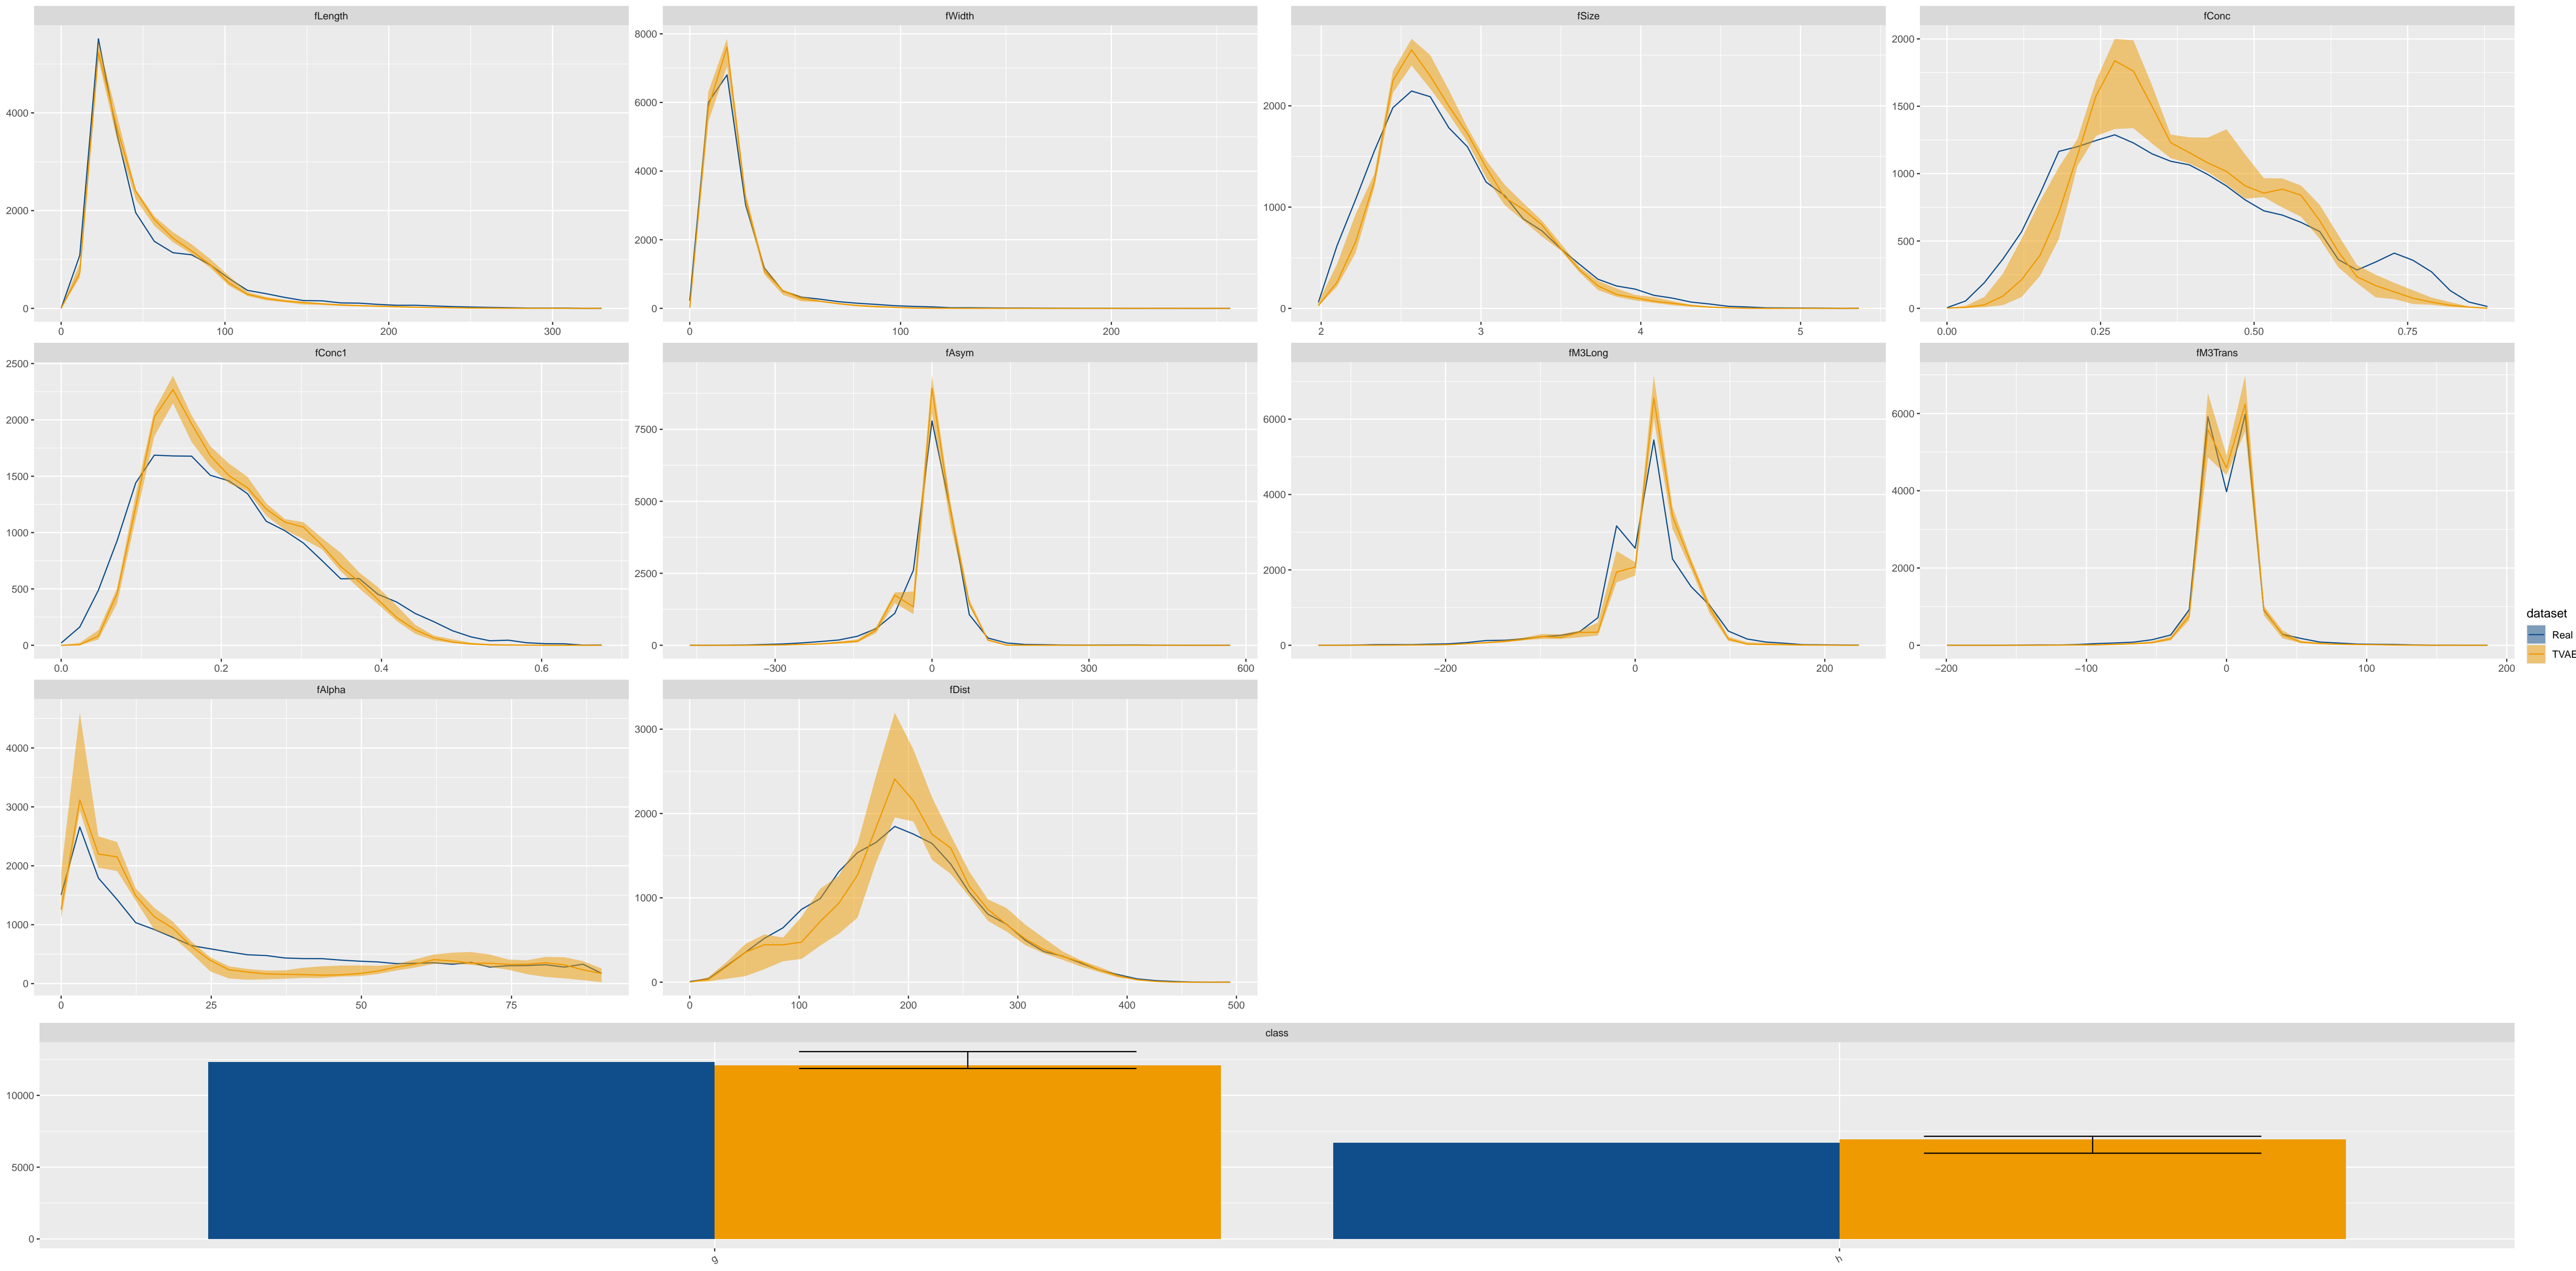 fLength fWidth fSize fConc
4000
2000
0
0 100 200 300
8000
6000
4000
2000
0
0 100 200
2000
1000
0
2 3 4 5
2000
1500
1000
500
0
0.00 0.25 0.50 0.75
fConc1 fAsym fM3Long fM3Trans
2500
2000
1500
1000
500
0
0.0 0.2 0.4 0.6
7500
5000
2500
0
−300 0 300 600
6000
4000
2000
0
−200 0 200
6000
4000
2000
0
−200 −100 0 100 200
dataset
Real
TVAE
fAlpha fDist
4000
3000
2000
1000
0
0 25 50 75
3000
2000
1000
0
0 100 200 300 400 500
class
10000
5000
0
g h